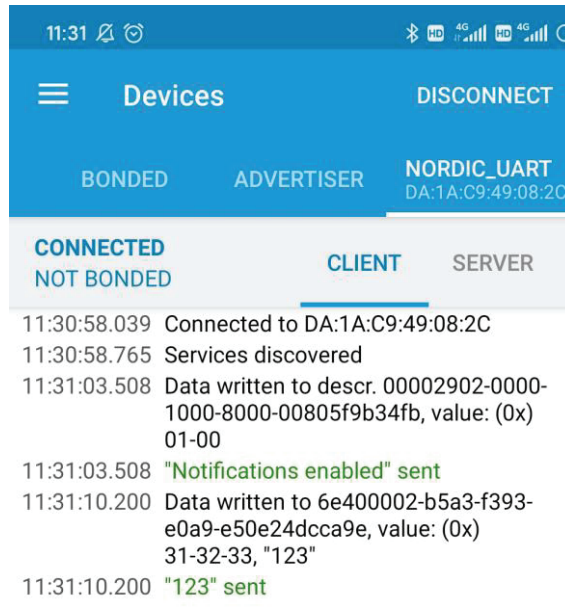 11:31 HD 4G HD 4G
Devices DISCONNECT
BONDED ADVERTISER NORDIC_UART
DA:1A:C9:49:08:2C
CONNECTED
NOT BONDED CLIENT SERVER
11:30:58.039 Connected to DA:1A:C9:49:08:2C
11:30:58.765 Services discovered
11:31:03.508 Data written to descr. 00002902-0000-
1000-8000-00805f9b34fb, value: (0x)
01-00
11:31:03.508 "Notifications enabled" sent
11:31:10.200 Data written to 6e400002-b5a3-f393-
e0a9-e50e24dcca9e, value: (0x)
31-32-33, "123"
11:31:10.200 "123" sent